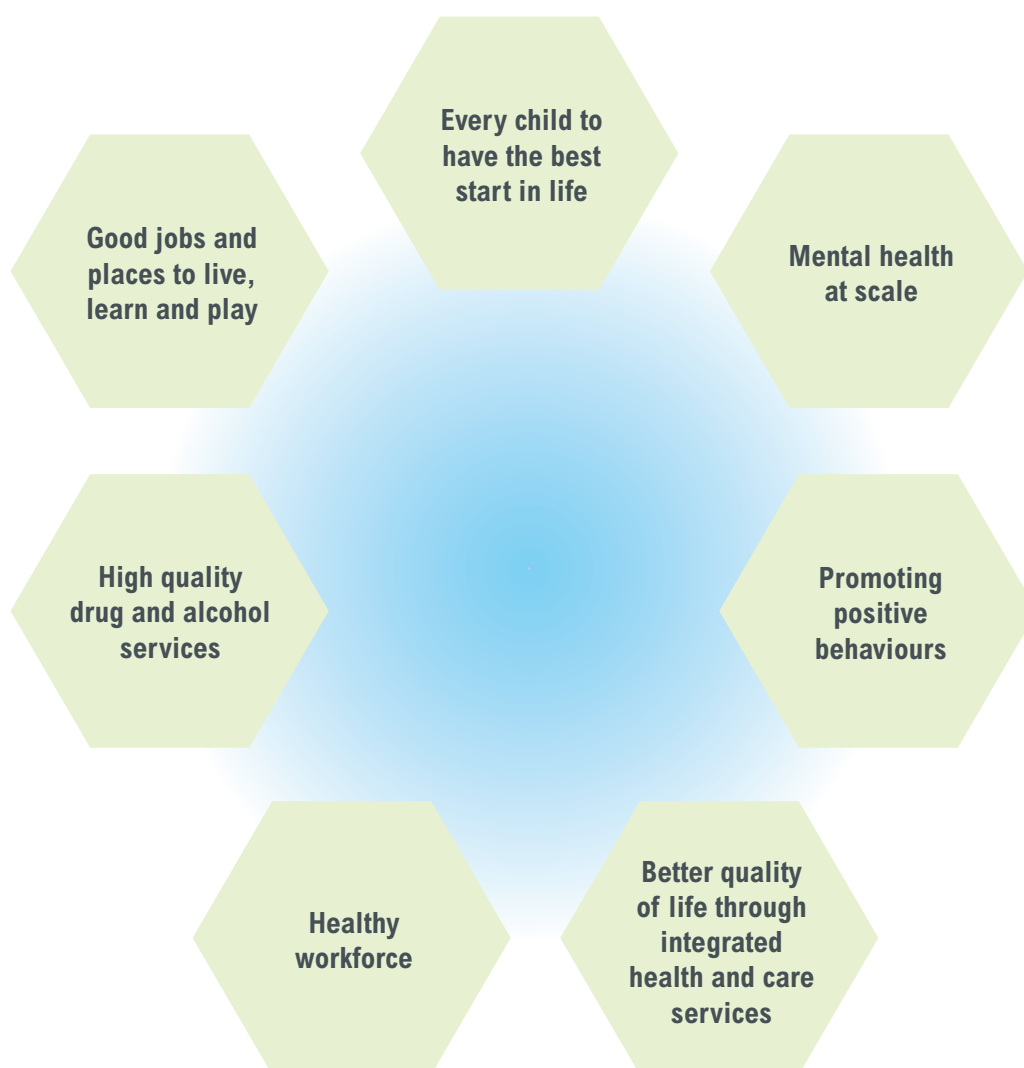 Every child to
have the best
start in life
Good jobs and
places to live,
learn and play
Mental health
at scale
High quality
drug and alcohol
services
Promoting
positive
behaviours
Healthy
workforce
Better quality
of life through
integrated
health and care
services